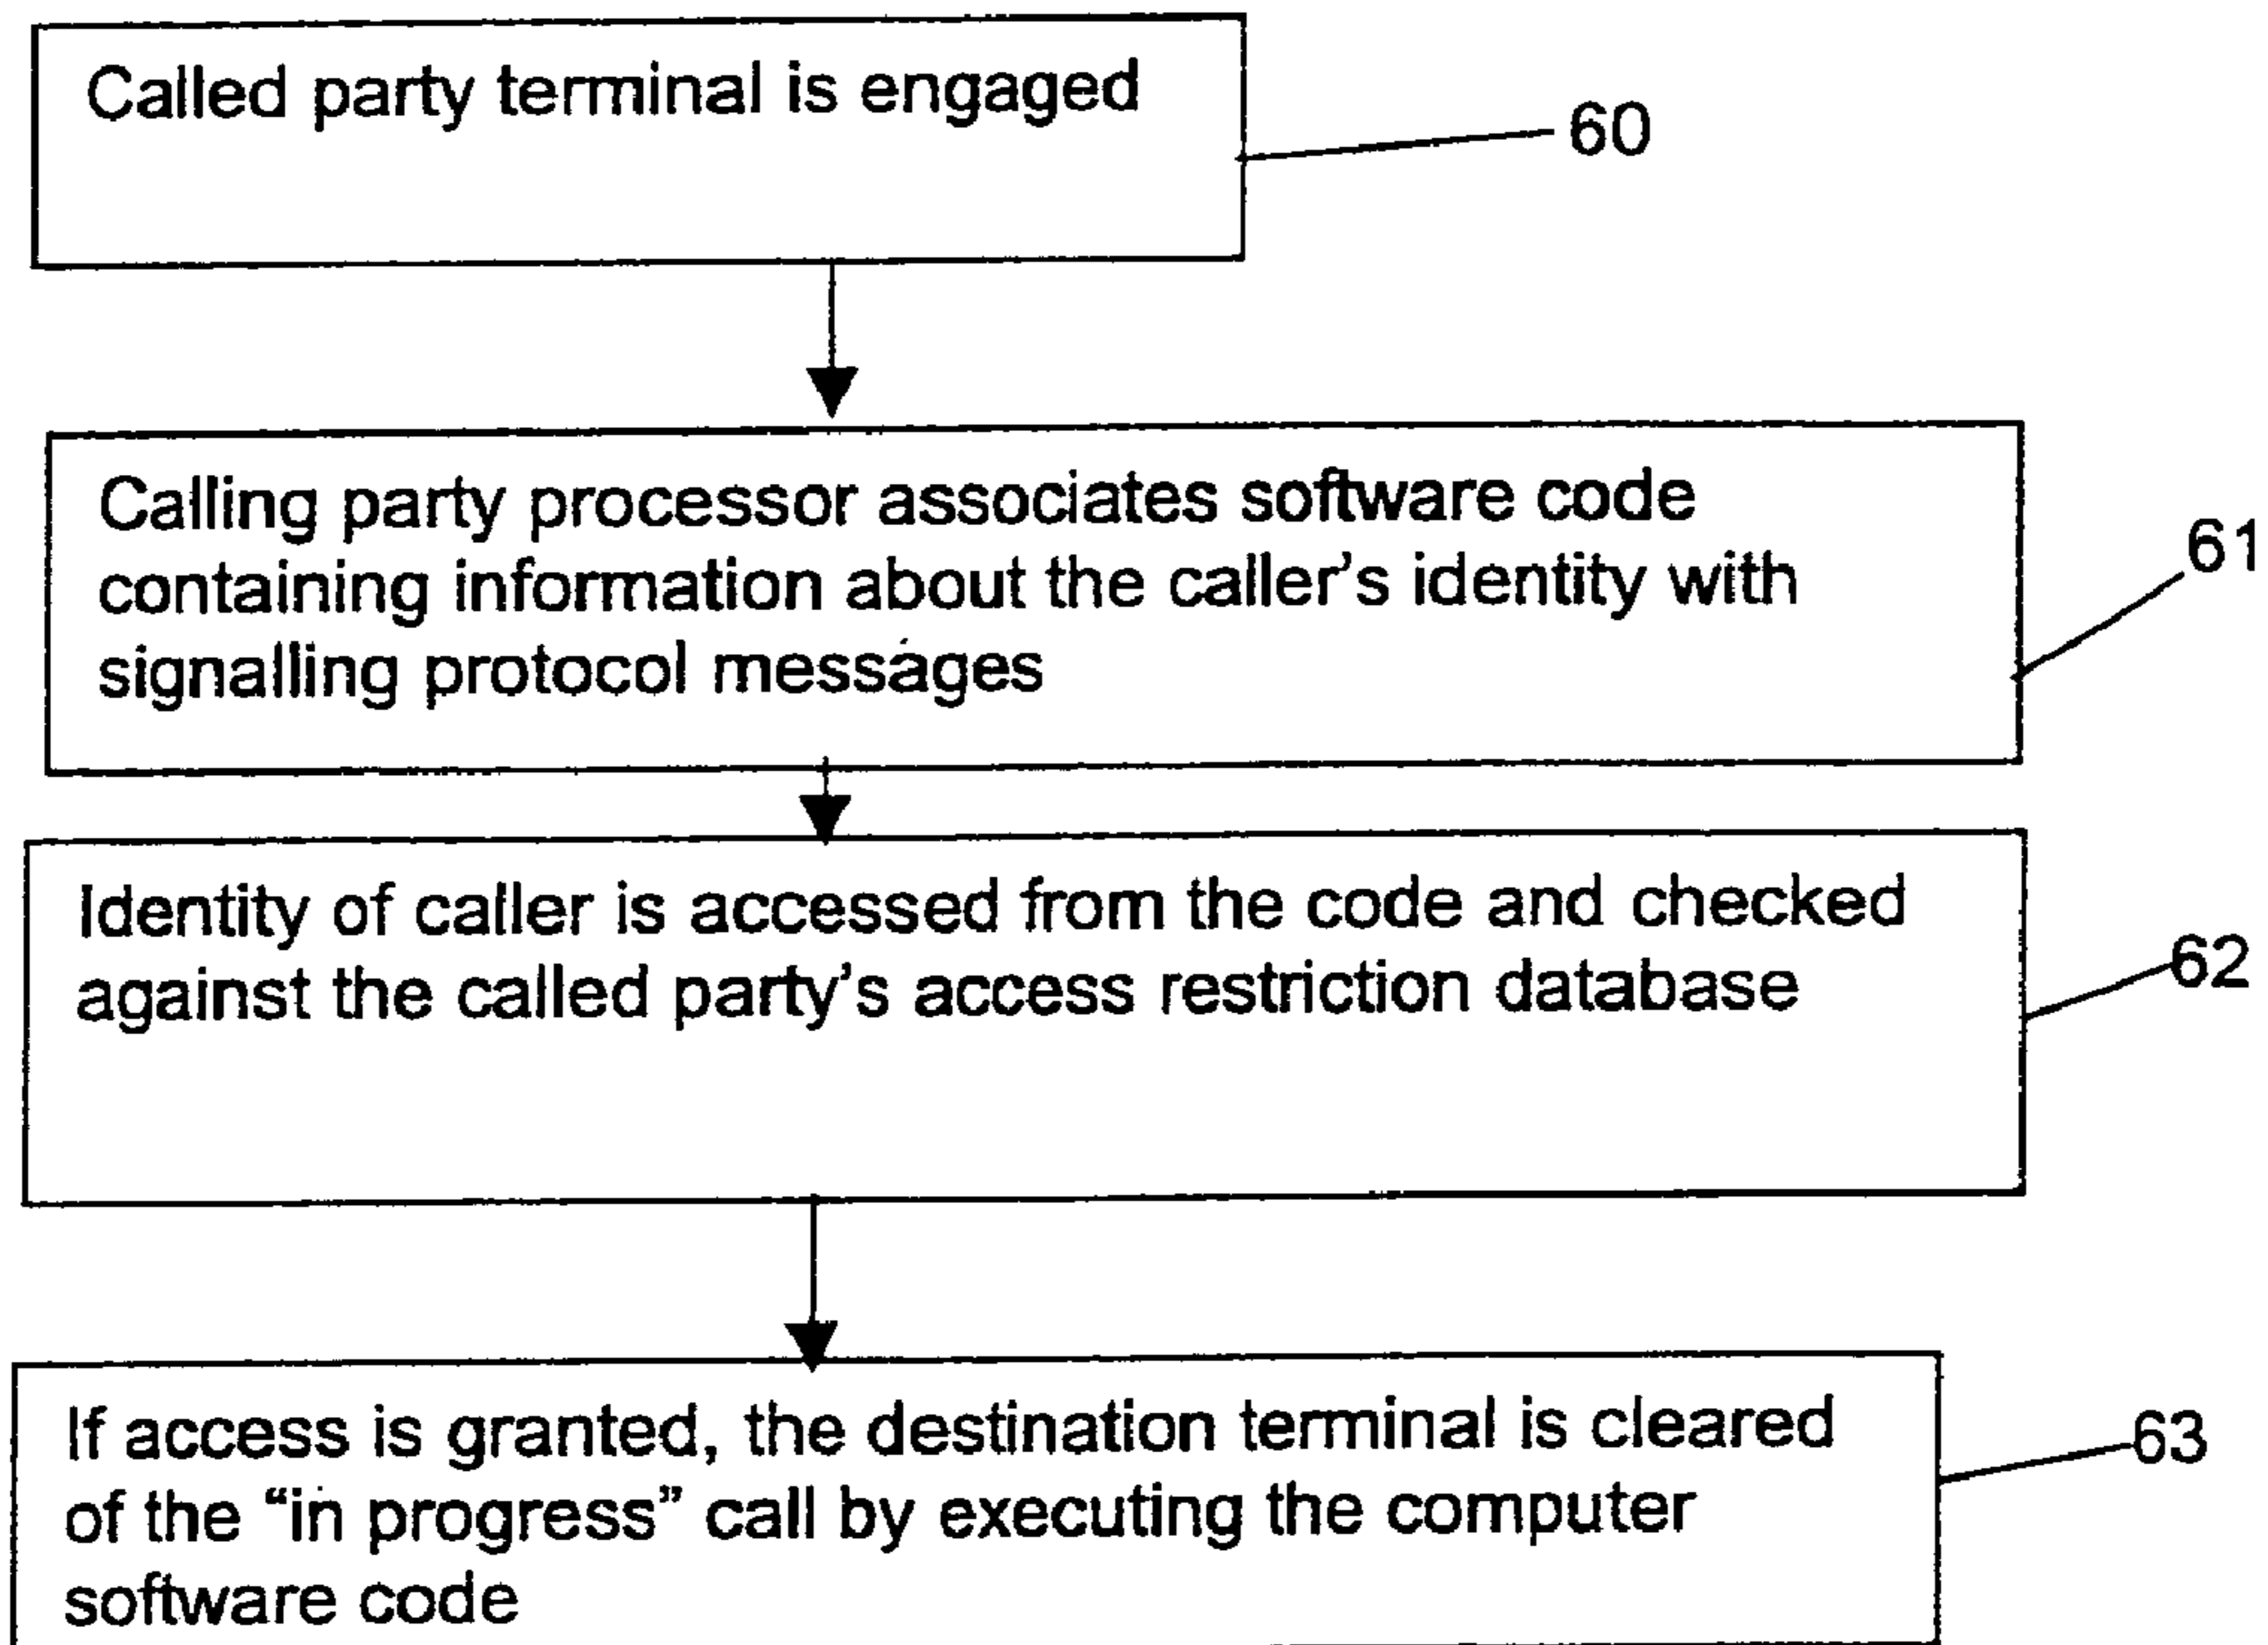 Called party terminal is engaged
60
Calling party processor associates software code
containing information about the caller's identity with
signalling protocol messages
61
Identity of caller is accessed from the code and checked
against the called party's access restriction database
62
If access is granted, the destination terminal is cleared
of the “in progress” call by executing the computer
software code
63